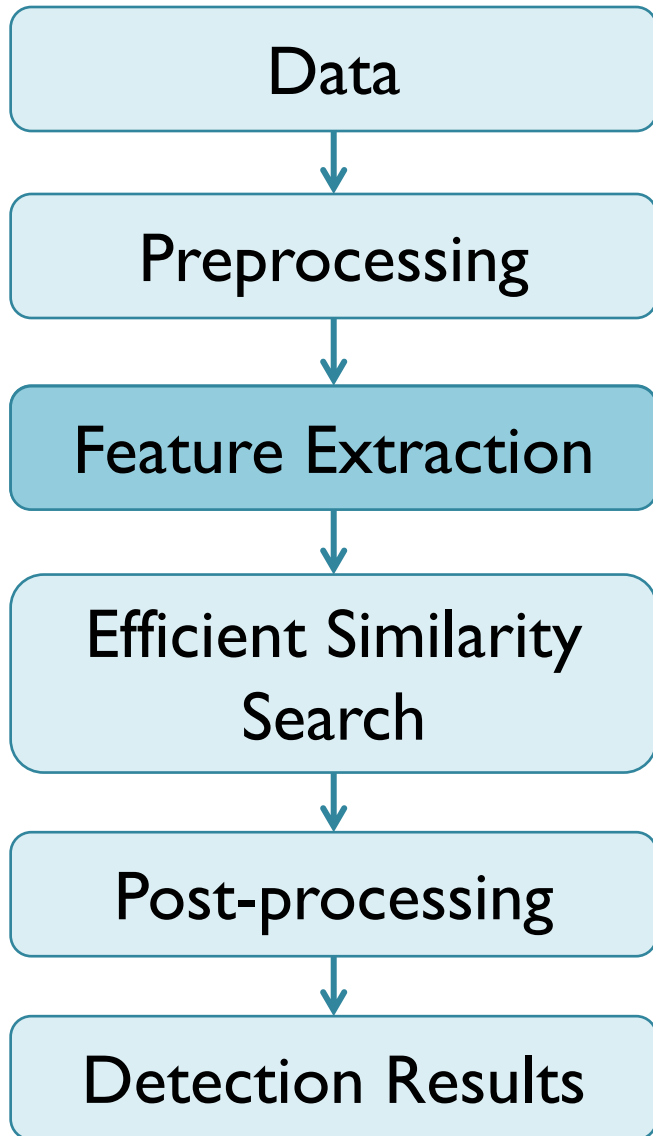 Data
Preprocessing
Feature Extraction
Efficient Similarity
Search
Post-processing
Detection Results